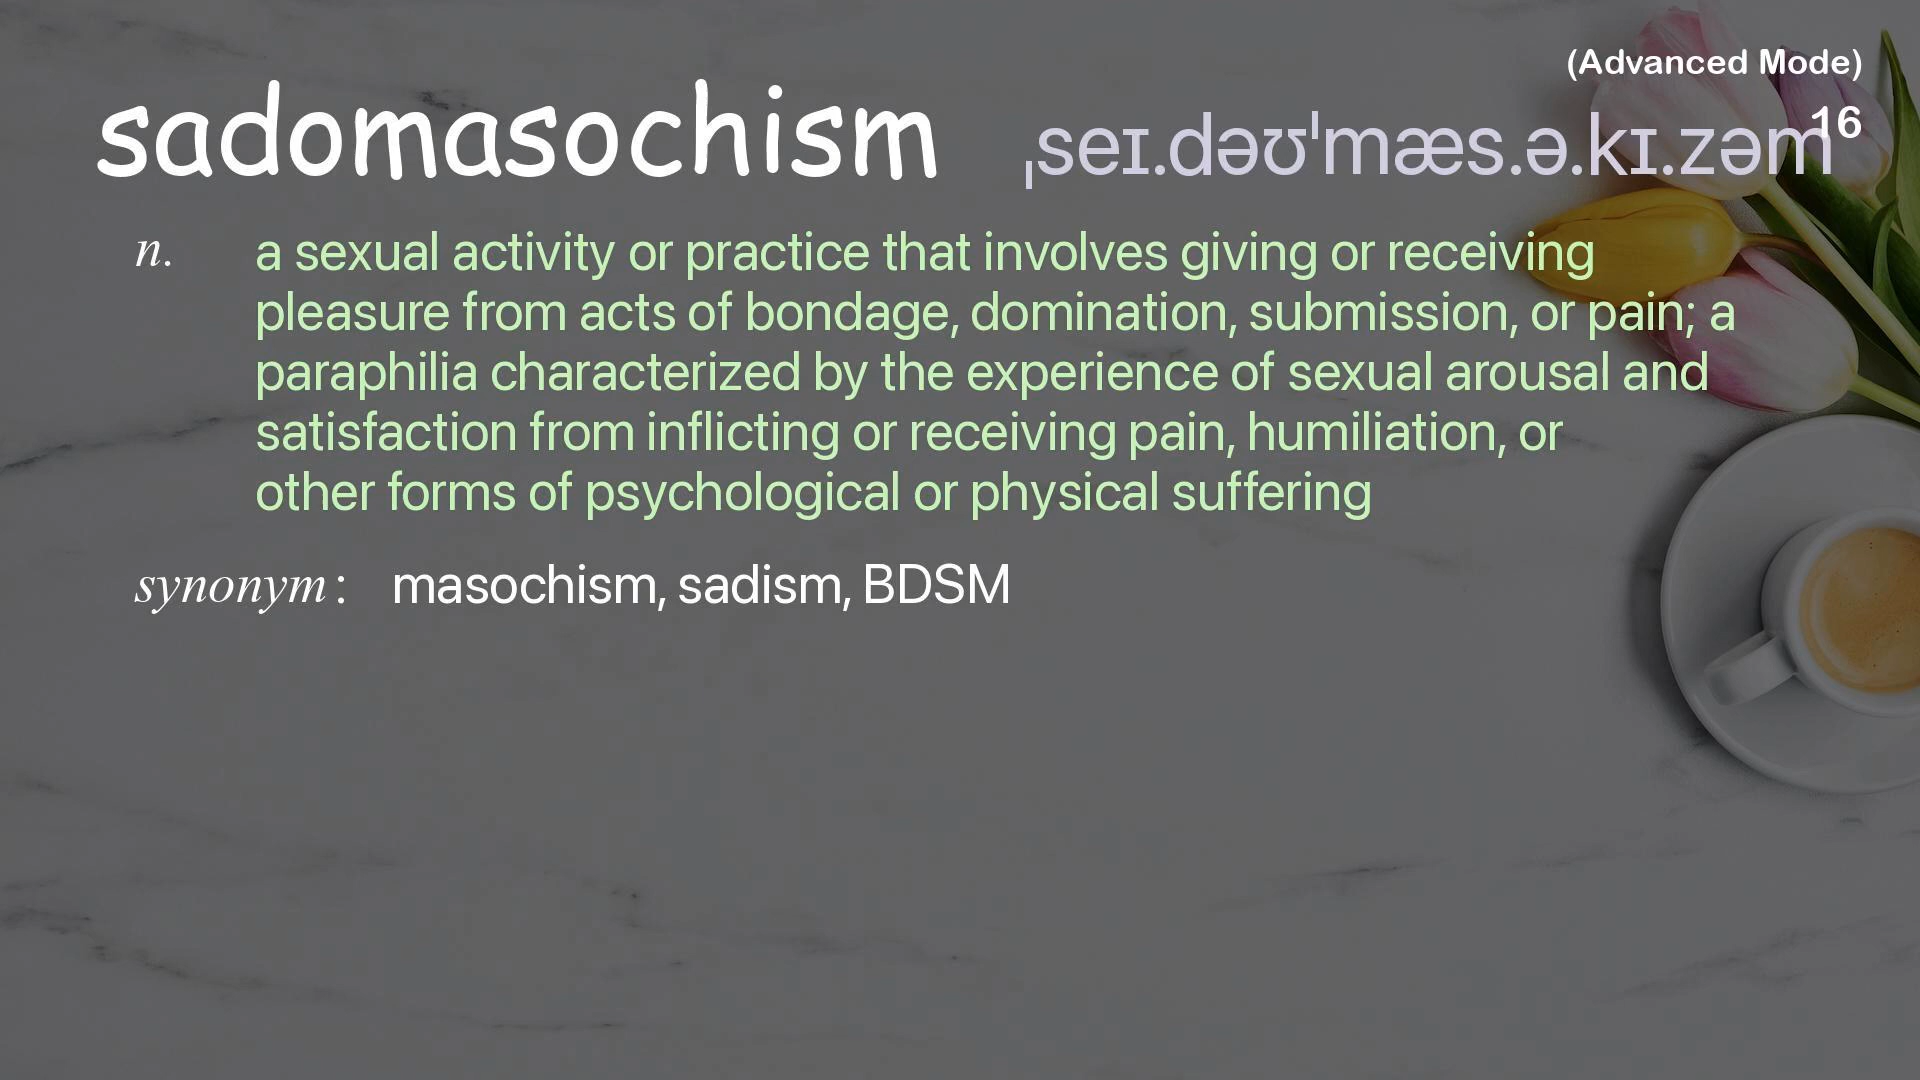 (Advanced Mode)
sadomasochism ˌseɪ.dəʊˈmæs.ə.kɪ.zəm 16
n. a sexual activity or practice that involves giving or receiving
pleasure from acts of bondage, domination, submission, or pain; a
paraphilia characterized by the experience of sexual arousal and
satisfaction from inflicting or receiving pain, humiliation, or
other forms of psychological or physical suffering
synonym: masochism, sadism, BDSM